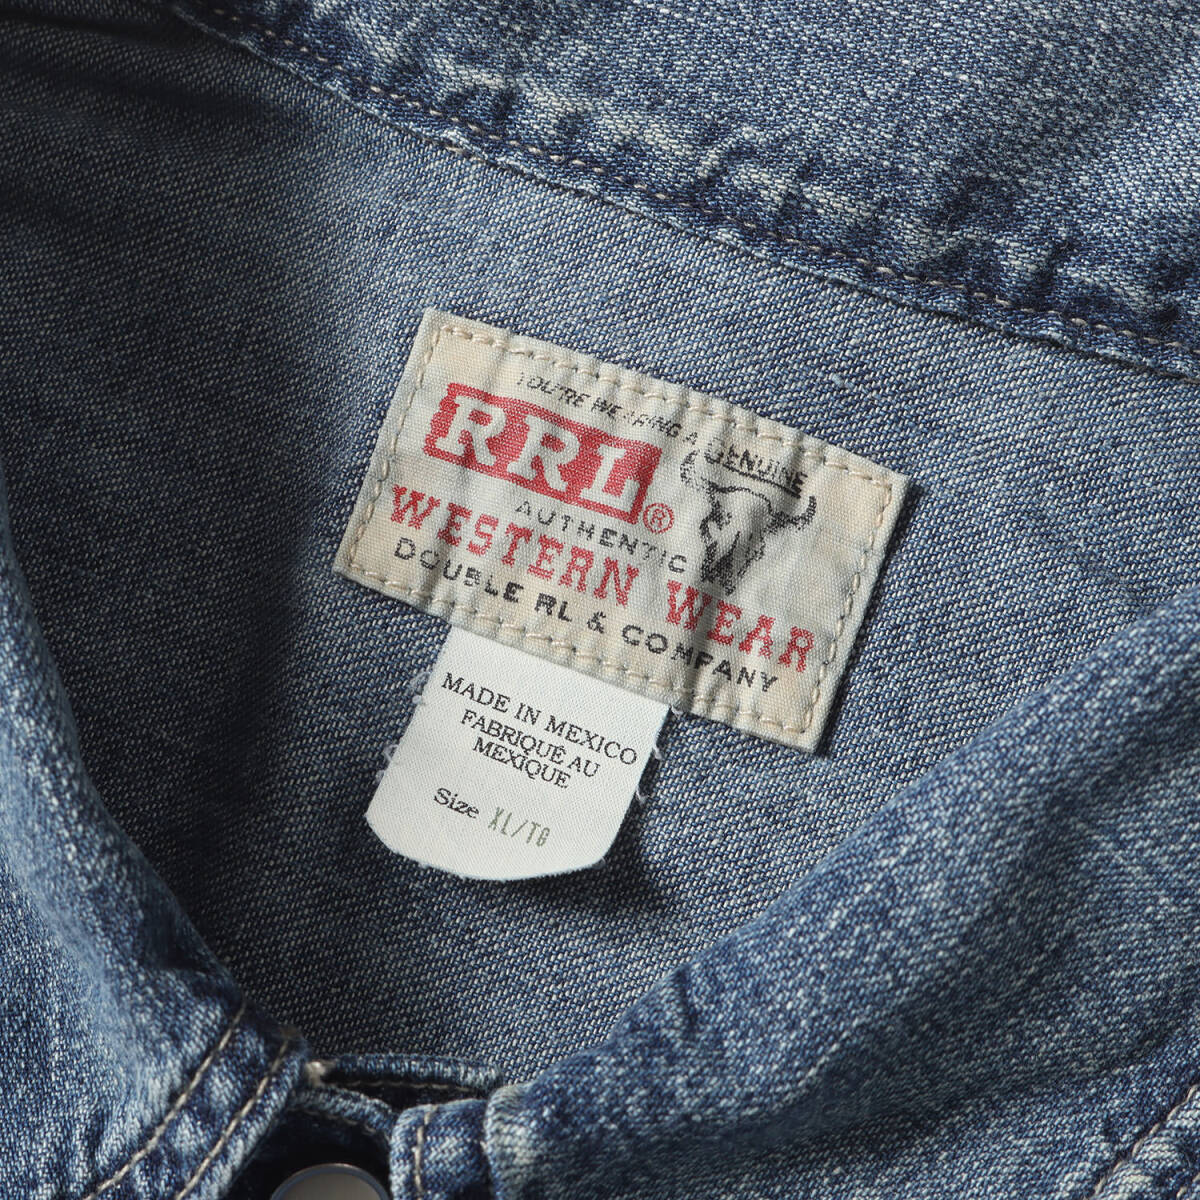 YOU'RE WEARING A GENUINE
RRL®
AUTHENTIC
WESTERN WEAR
DOUBLE RL & COMPANY
MADE IN MEXICO
FABRIQUÉ AU
MEXIQUE
Size XL/TG